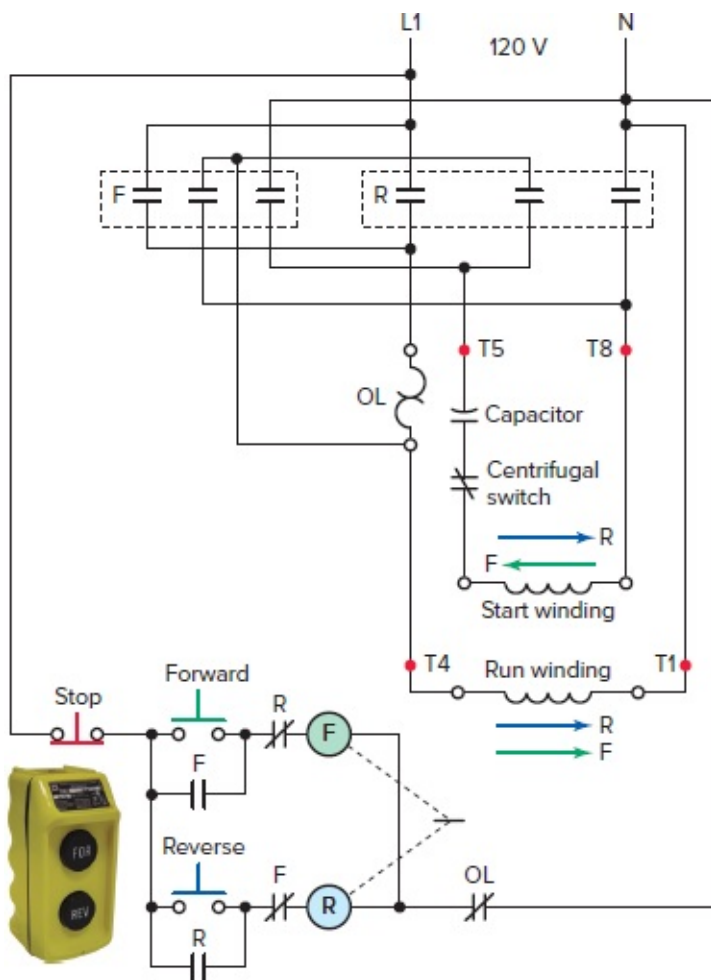 L1 N
120 V
F R
T5 T8
OL
Capacitor
Centrifugal
switch
R
F
Start winding
T4 Run winding T1
R
F
Forward
Stop
R
F
F
Reverse
F
R
OL
R
FOR
REV